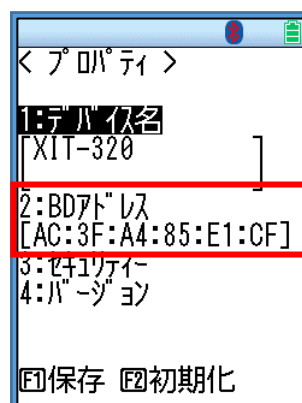 < プロパティ >
1:デバイス名
[XIT-320
]
2:BDアドレス
[AC:3F:A4:85:E1:CF]
3:セキュリティー
4:バージョン
F1保存 F2初期化